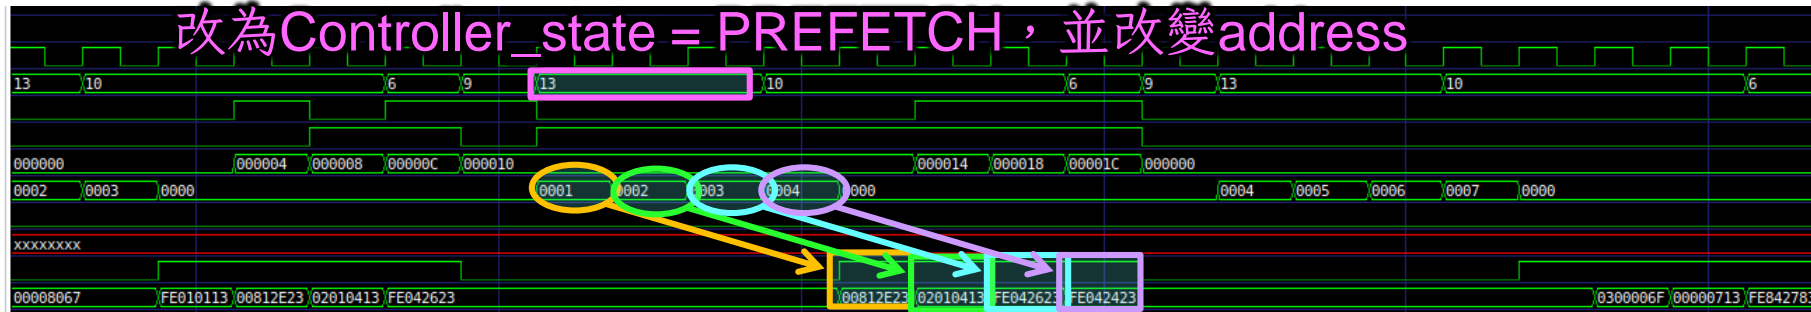 改為Controller_state = PREFETCH，並改變address
13 10 6 9 13 10 6 9 13 10 6
000000 000004 000008 00000C 000010 000014 000018 00001C 000000
0002 0003 0000 0001 0002 0003 0004 0000 0004 0005 0006 0007 0000
xxxxxxxx
00008067 FE010113 00812E23 02010413 FE042623 00812E23 02010413 FE042623 FE042423 0300006F 00000713 FE842783